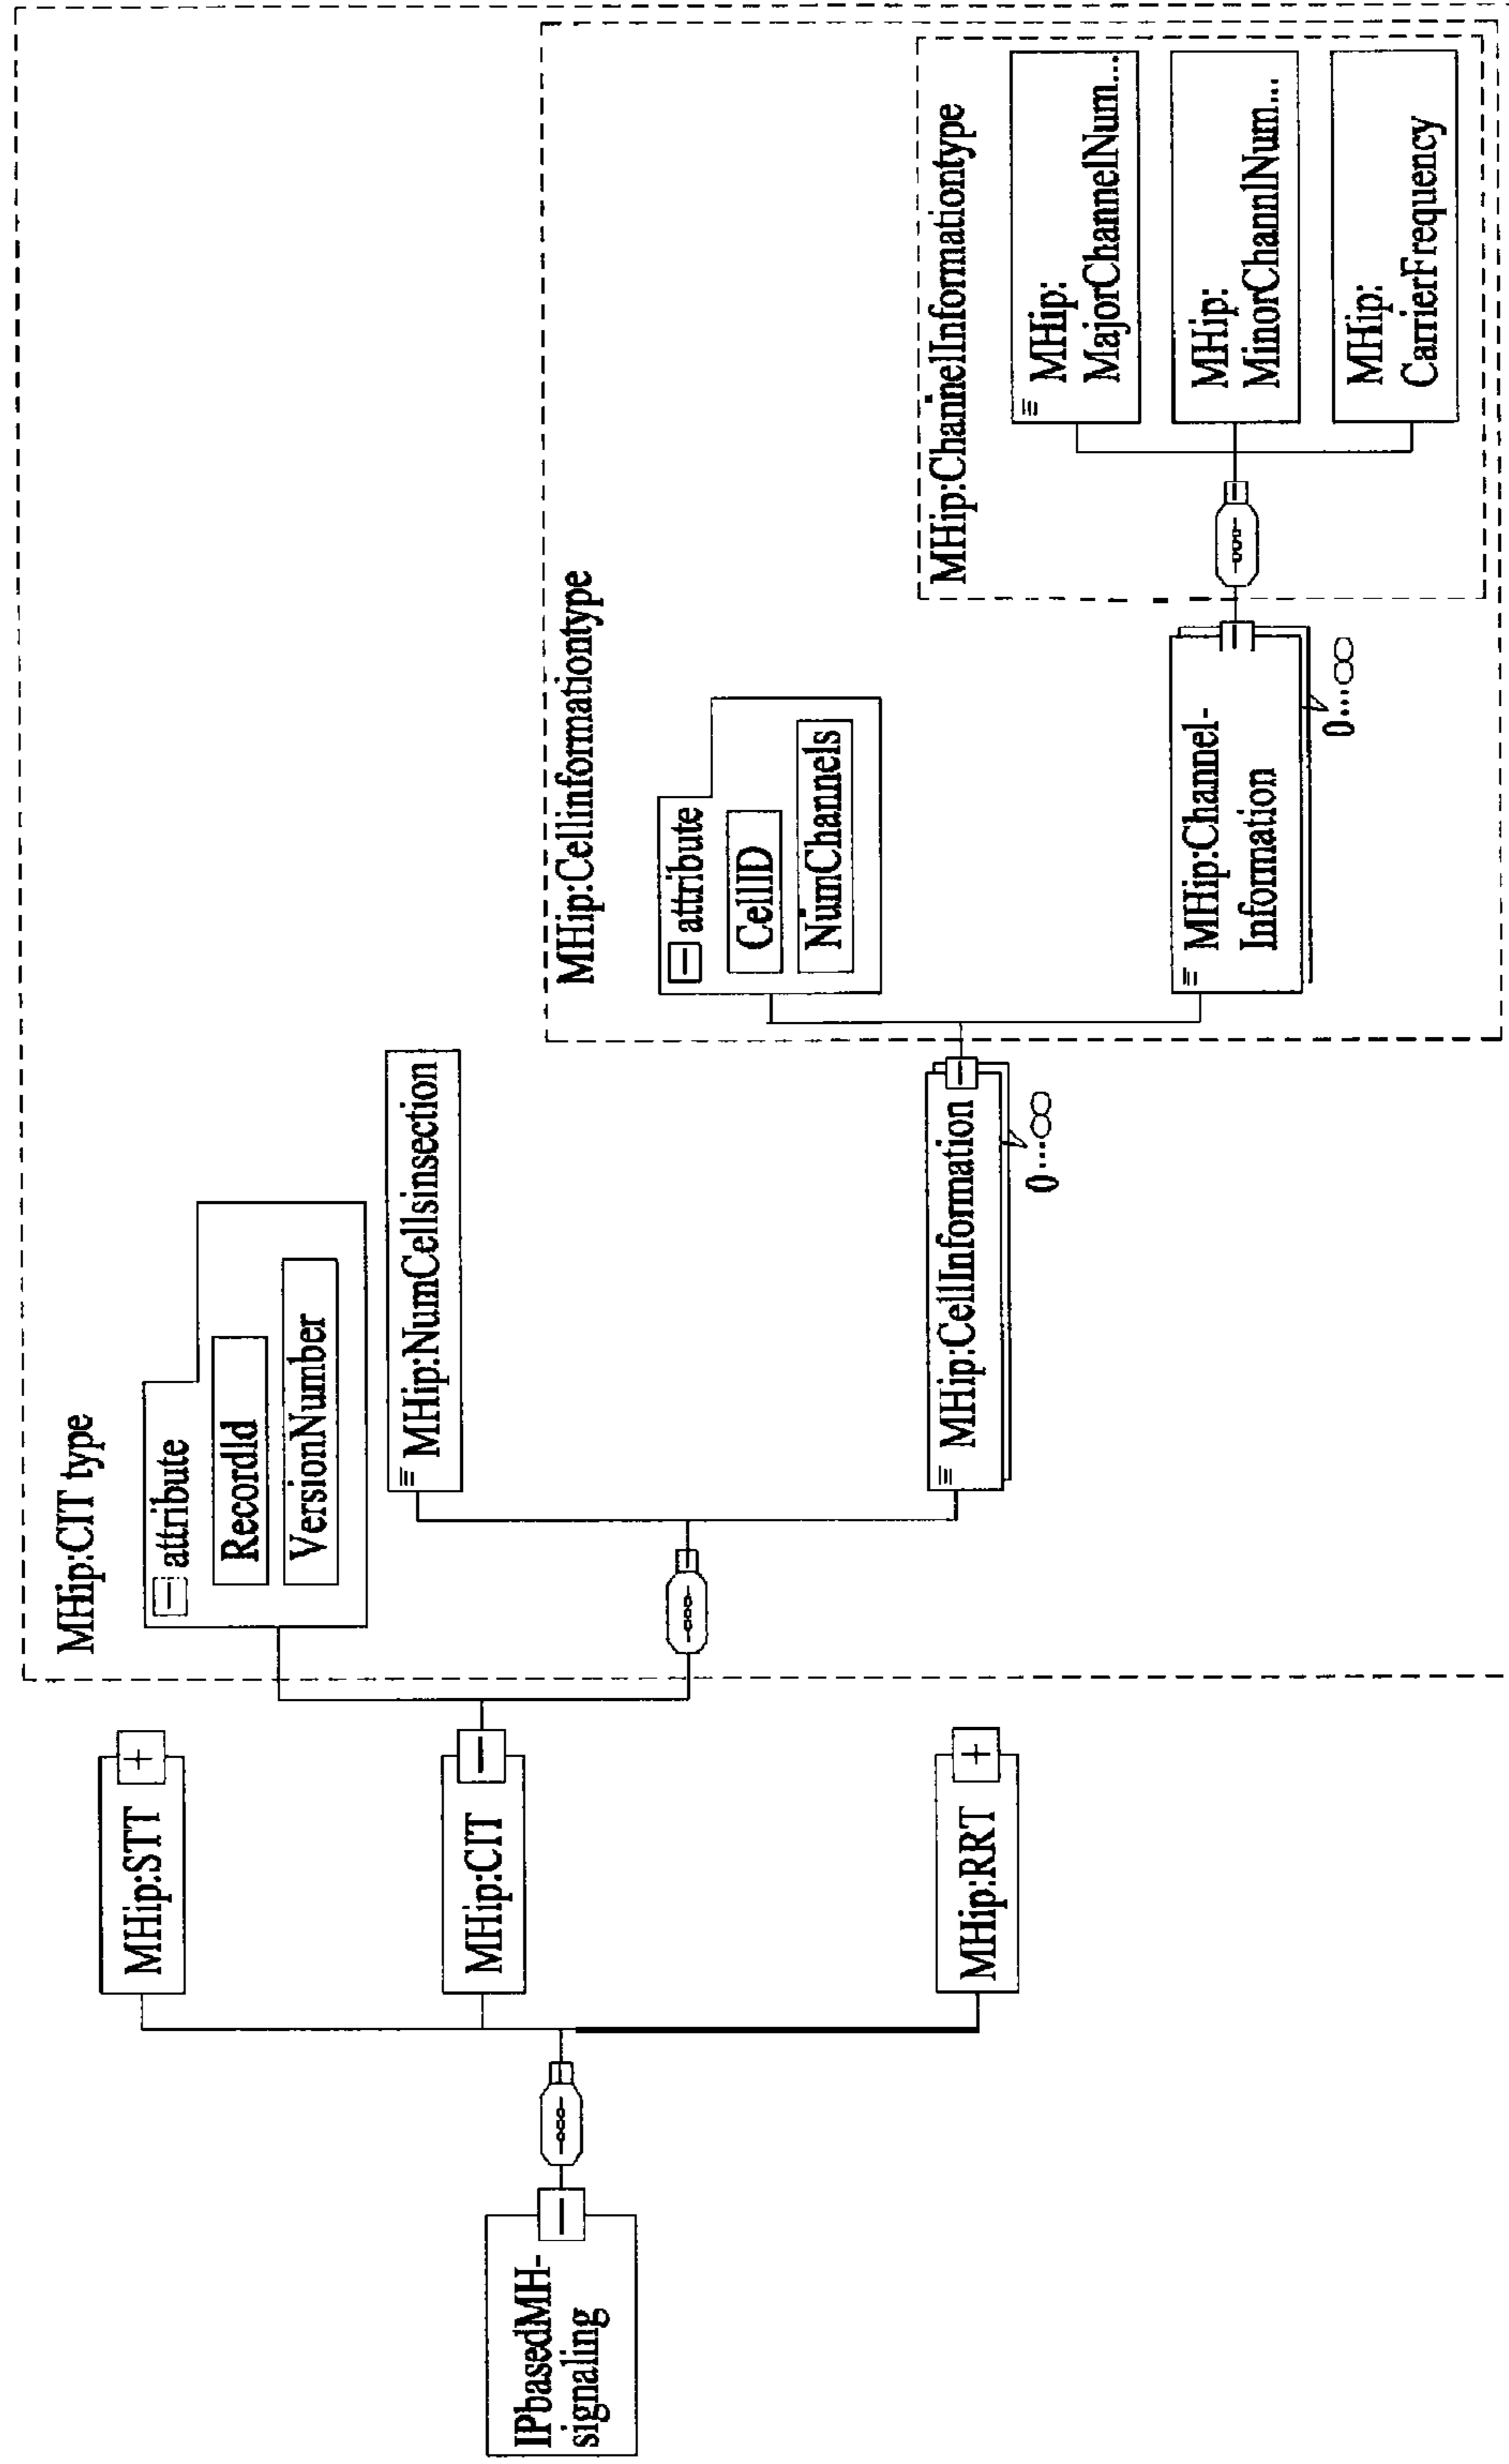 IPbasedMH-
signaling
MHip:STT
MHip:CIT
MHip:RRT
MHip:CIT type
attribute
RecordId
VersionNumber
MHip:NumCellsinsection
MHip:CellInformation
0...∞
MHip:Cellinformationtype
attribute
CellID
NumChannels
MHip:Channel-
Information
0...∞
MHip:ChannelInformationtype
MHip:
MajorChannelNum...
MHip:
MinorChannlNum...
MHip:
CarrierFrequency